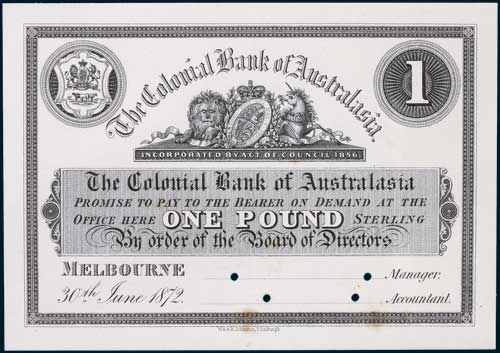 The Colonial Bank of Australasia
1
INCORPORATED BY ACT OF COUNCIL 1856.
The Colonial Bank of Australasia
PROMISE TO PAY TO THE BEARER ON DEMAND AT THE
OFFICE HERE ONE POUND STERLING
By order of the Board of Directors
MELBOURNE
Manager.
30th June 1872.
Accountant.
Edinburgh